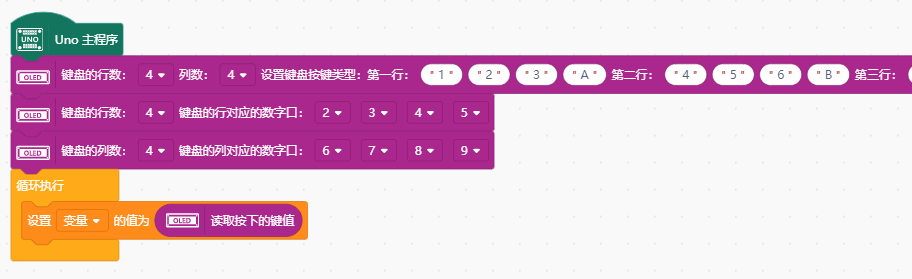 UNO Uno 主程序
OLED 键盘的行数: 4 列数: 4 设置键盘按键类型: 第一行: "1" "2" "3" "A" 第二行: "4" "5" "6" "B" 第三行:
OLED 键盘的行数: 4 键盘的行对应的数字口: 2 3 4 5
OLED 键盘的列数: 4 键盘的列对应的数字口: 6 7 8 9
循环执行
设置 变量 的值为 OLED 读取按下的键值